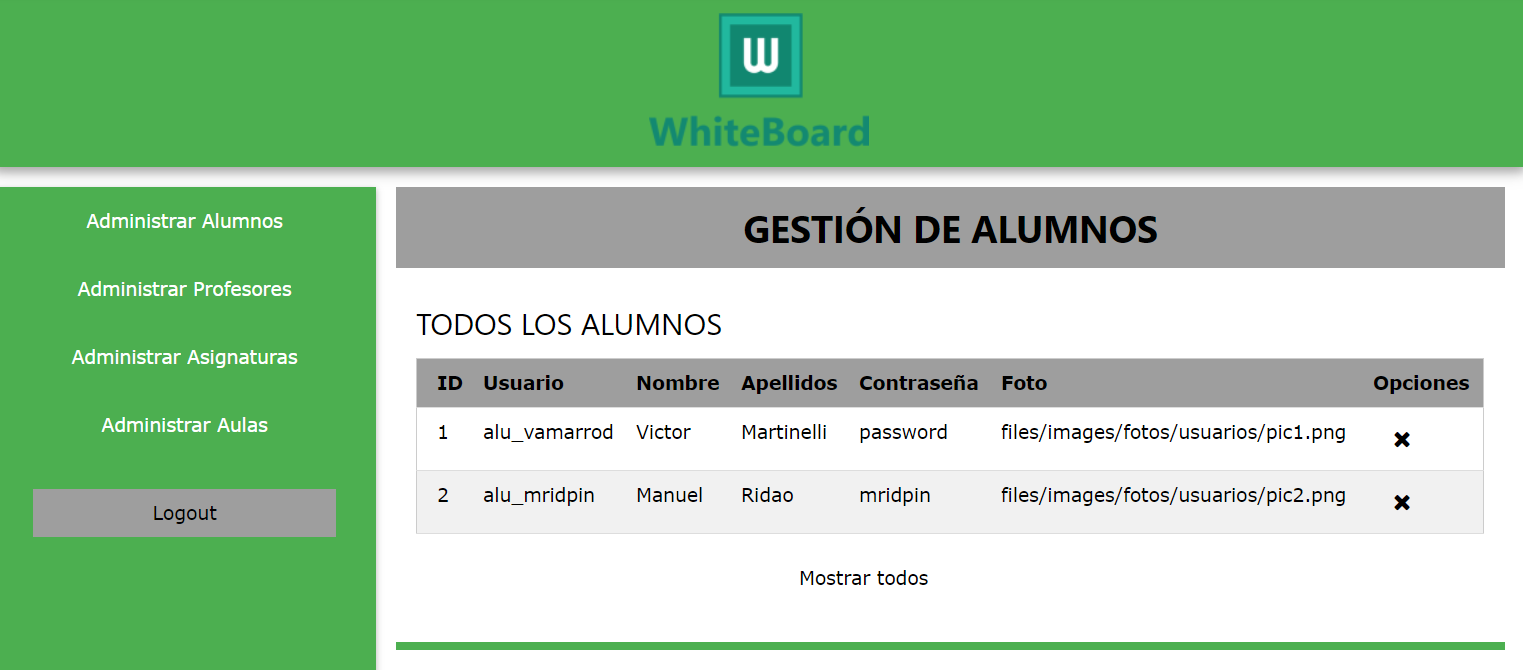 W
WhiteBoard
Administrar Alumnos
Administrar Profesores
Administrar Asignaturas
Administrar Aulas
Logout
GESTIÓN DE ALUMNOS
TODOS LOS ALUMNOS
ID Usuario Nombre Apellidos Contraseña Foto Opciones
1 alu_vamarrod Victor Martinelli password files/images/fotos/usuarios/pic1.png
2 alu_mridpin Manuel Ridao mridpin files/images/fotos/usuarios/pic2.png
Mostrar todos